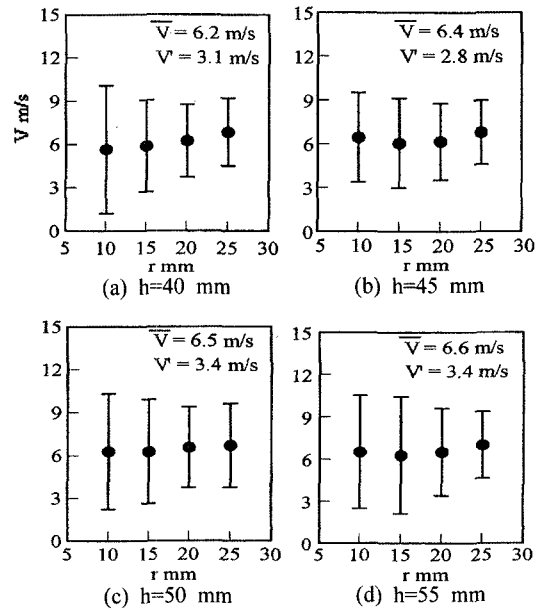 15
12
9
6
3
0
V m/s
V = 6.2 m/s
V' = 3.1 m/s
5 10 15 20 25 30
r mm
(a) h=40 mm
15
12
9
6
3
0
V = 6.4 m/s
V' = 2.8 m/s
5 10 15 20 25 30
r mm
(b) h=45 mm
15
12
9
6
3
0
V = 6.5 m/s
V' = 3.4 m/s
5 10 15 20 25 30
r mm
(c) h=50 mm
15
12
9
6
3
0
V = 6.6 m/s
V' = 3.4 m/s
5 10 15 20 25 30
r mm
(d) h=55 mm